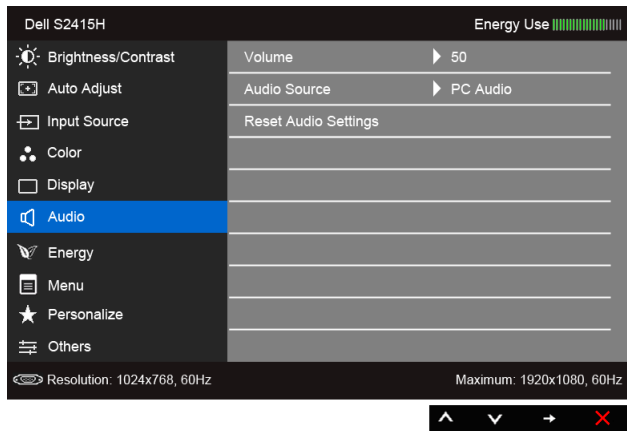 Dell S2415H Energy Use
Brightness/Contrast Volume 50
Auto Adjust Audio Source PC Audio
Input Source Reset Audio Settings
Color
Display
Audio
Energy
Menu
Personalize
Others
Resolution: 1024x768, 60Hz Maximum: 1920x1080, 60Hz